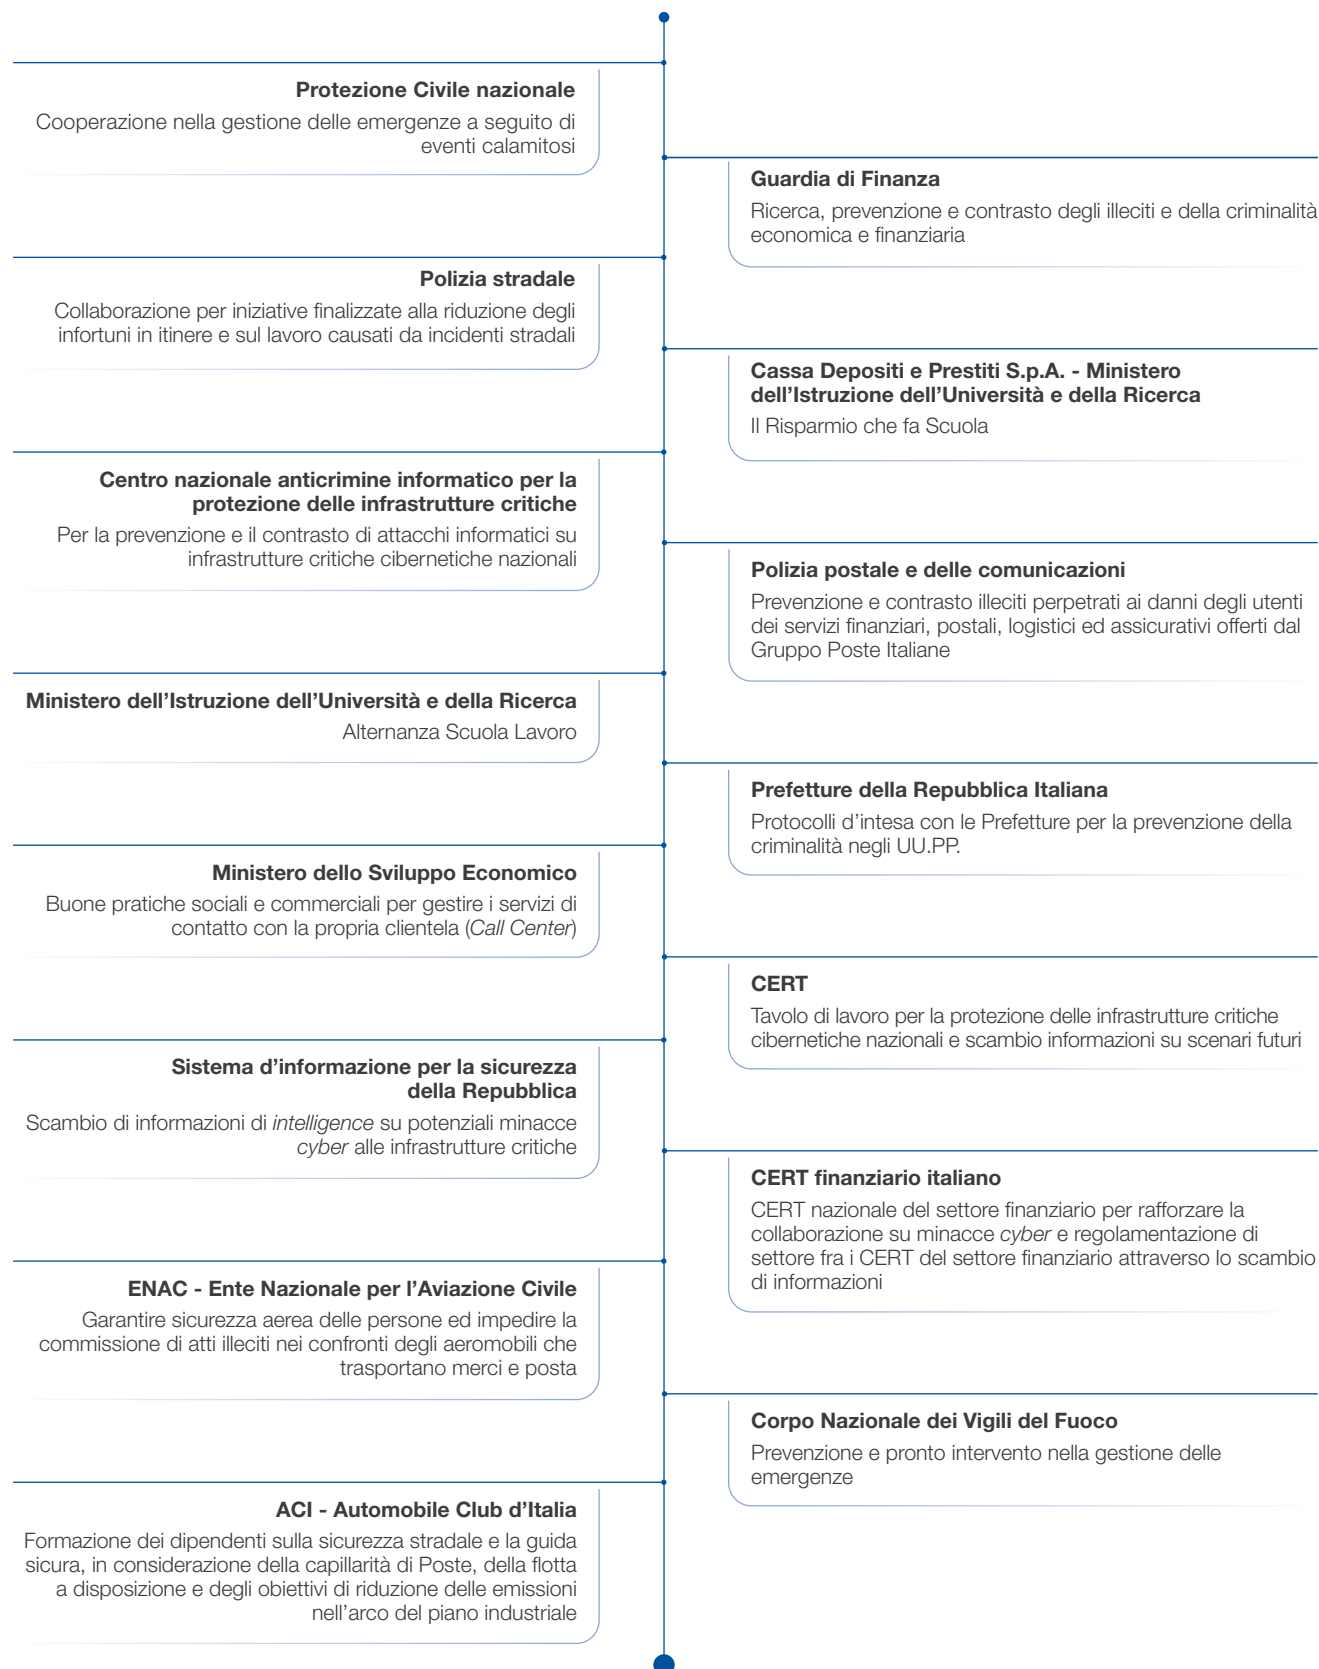 Protezione Civile nazionale
Cooperazione nella gestione delle emergenze a seguito di
eventi calamitosi
Guardia di Finanza
Ricerca, prevenzione e contrasto degli illeciti e della criminalità
economica e finanziaria
Polizia stradale
Collaborazione per iniziative finalizzate alla riduzione degli
infortuni in itinere e sul lavoro causati da incidenti stradali
Cassa Depositi e Prestiti S.p.A. - Ministero
dell’Istruzione dell’Università e della Ricerca
Il Risparmio che fa Scuola
Centro nazionale anticrimine informatico per la
protezione delle infrastrutture critiche
Per la prevenzione e il contrasto di attacchi informatici su
infrastrutture critiche cibernetiche nazionali
Polizia postale e delle comunicazioni
Prevenzione e contrasto illeciti perpetrati ai danni degli utenti
dei servizi finanziari, postali, logistici ed assicurativi offerti dal
Gruppo Poste Italiane
Ministero dell’Istruzione dell’Università e della Ricerca
Alternanza Scuola Lavoro
Prefetture della Repubblica Italiana
Protocolli d’intesa con le Prefetture per la prevenzione della
criminalità negli UU.PP.
Ministero dello Sviluppo Economico
Buone pratiche sociali e commerciali per gestire i servizi di
contatto con la propria clientela (Call Center)
CERT
Tavolo di lavoro per la protezione delle infrastrutture critiche
cibernetiche nazionali e scambio informazioni su scenari futuri
Sistema d’informazione per la sicurezza
della Repubblica
Scambio di informazioni di intelligence su potenziali minacce
cyber alle infrastrutture critiche
CERT finanziario italiano
CERT nazionale del settore finanziario per rafforzare la
collaborazione su minacce cyber e regolamentazione di
settore fra i CERT del settore finanziario attraverso lo scambio
di informazioni
ENAC - Ente Nazionale per l’Aviazione Civile
Garantire sicurezza aerea delle persone ed impedire la
commissione di atti illeciti nei confronti degli aeromobili che
trasportano merci e posta
Corpo Nazionale dei Vigili del Fuoco
Prevenzione e pronto intervento nella gestione delle
emergenze
ACI - Automobile Club d’Italia
Formazione dei dipendenti sulla sicurezza stradale e la guida
sicura, in considerazione della capillarità di Poste, della flotta
a disposizione e degli obiettivi di riduzione delle emissioni
nell’arco del piano industriale